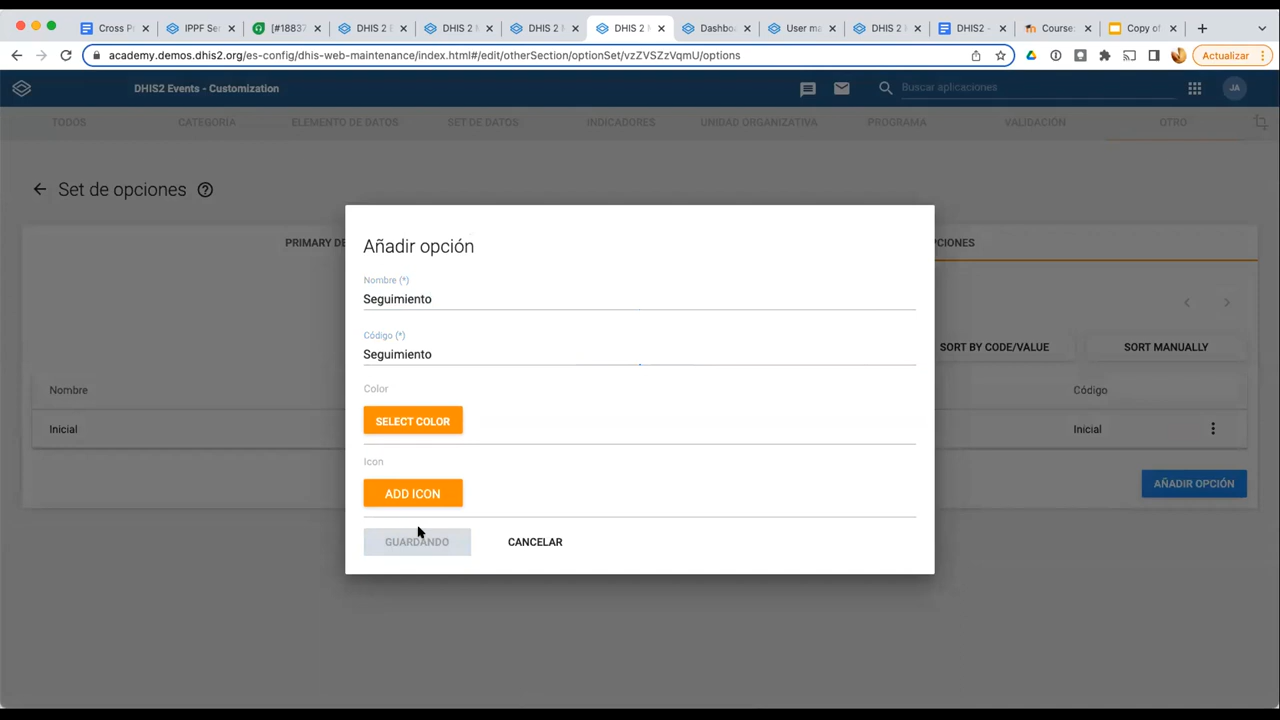 Cross P
IPPF Ser
[#18837
DHIS 2 E
DHIS 2 M
DHIS 2 M
DHIS 2 M
Dashbo
User ma
DHIS 2
DHIS2 -
Course:
Copy of
academy.demos.dhis2.org/es-config/dhis-web-maintenance/index.html#/edit/otherSection/optionSet/vzZVSZzVqmU/options
Actualizar
DHIS2 Events - Customization
Buscar aplicaciones
JA
TODOS
CATEGORÍA
ELEMENTO DE DATOS
SET DE DATOS
INDICADORES
UNIDAD ORGANIZATIVA
PROGRAMA
VALIDACIÓN
OTRO
Set de opciones
PRIMARY DE
PCIONES
Añadir opción
Nombre (*)
Seguimiento
Código (*)
Seguimiento
Color
SELECT COLOR
Icon
ADD ICON
GUARDANDO
CANCELAR
SORT BY CODE/VALUE
SORT MANUALLY
Nombre
Código
Inicial
Inicial
AÑADIR OPCIÓN